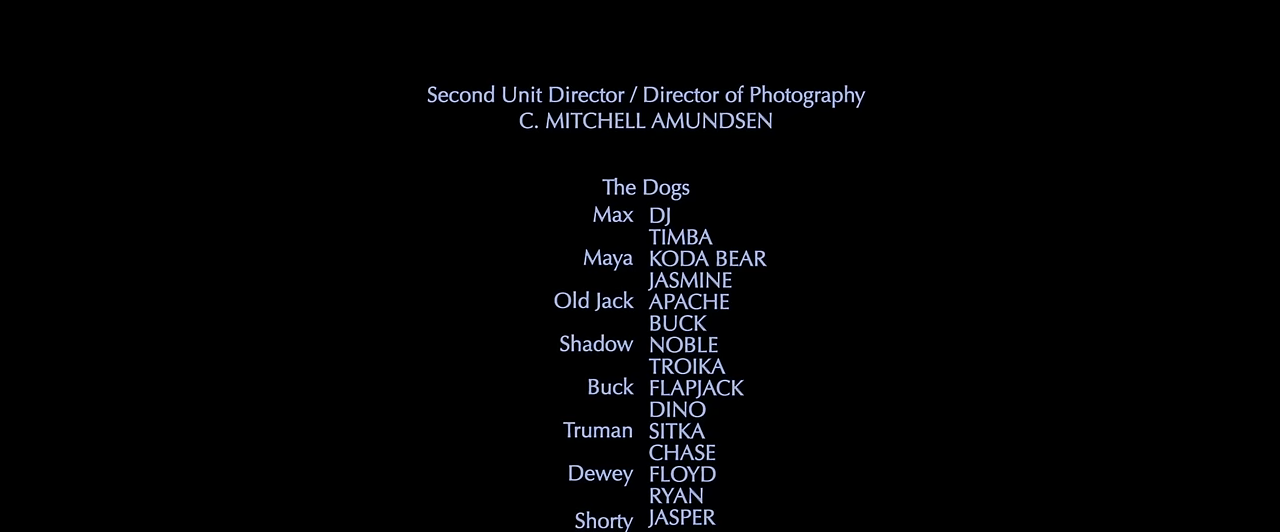 Second Unit Director / Director of Photography
C. MITCHELL AMUNDSEN
The Dogs
Max DJ
TIMBA
Maya KODA BEAR
JASMINE
Old Jack APACHE
BUCK
Shadow NOBLE
TROIKA
Buck FLAPJACK
DINO
Truman SITKA
CHASE
Dewey FLOYD
RYAN
Shorty JASPER